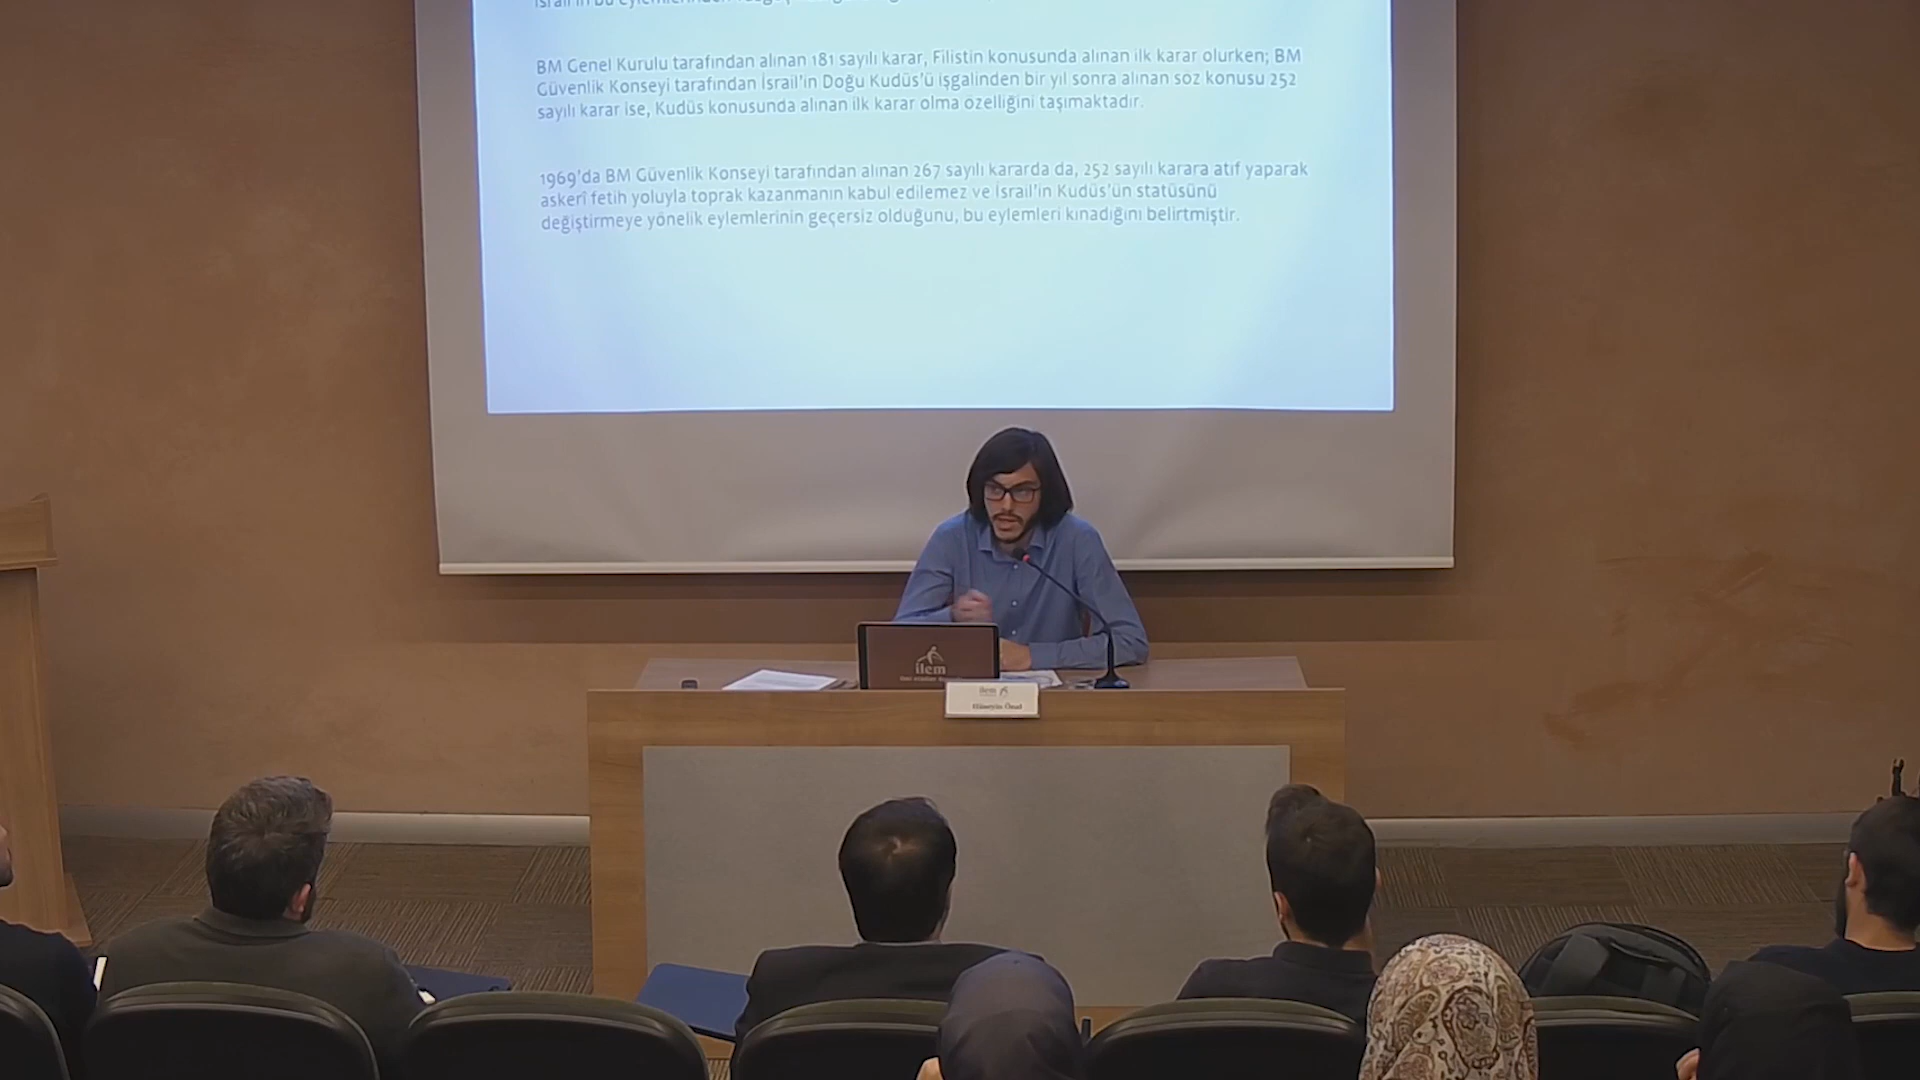 BM Genel Kurulu tarafından alınan 181 sayılı karar, Filistin konusunda alınan ilk karar olurken; BM
Güvenlik Konseyi tarafından İsrail'in Doğu Kudüs'ü işgalinden bir yıl sonra alınan söz konusu 252
sayılı karar ise, Kudüs konusunda alınan ilk karar olma özelliğini taşımaktadır.
1969'da BM Güvenlik Konseyi tarafından alınan 267 sayılı kararda da, 252 sayılı karara atıf yaparak
askerî fetih yoluyla toprak kazanmanın kabul edilemez ve İsrail'in Kudüs'ün statüsünü
değiştirmeye yönelik eylemlerinin geçersiz olduğunu, bu eylemleri kınadığını belirtmiştir.
ilem
ilem
Hüseyin Ünal